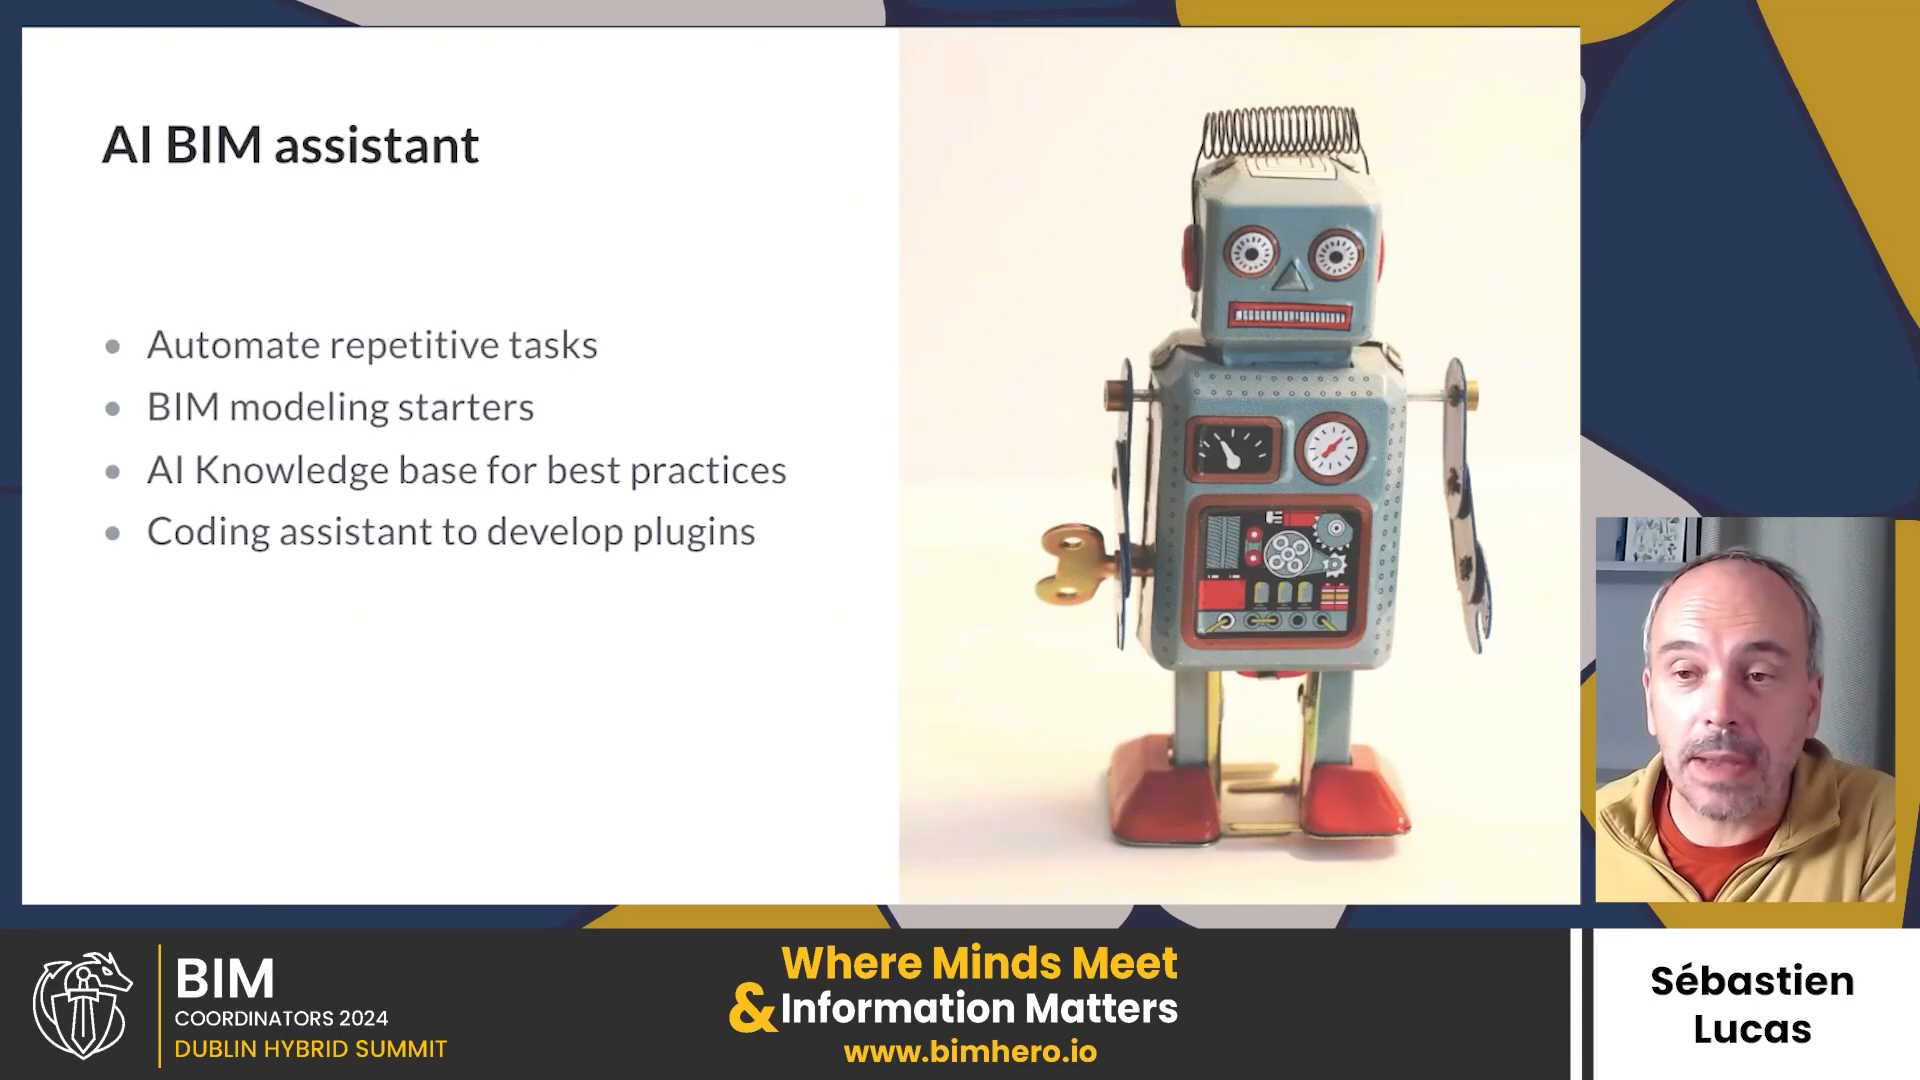 AI BIM assistant
Automate repetitive tasks
BIM modeling starters
AI Knowledge base for best practices
Coding assistant to develop plugins
BIM
COORDINATORS 2024
DUBLIN HYBRID SUMMIT
Where Minds Meet
& Information Matters
www.bimhero.io
Sébastien
Lucas